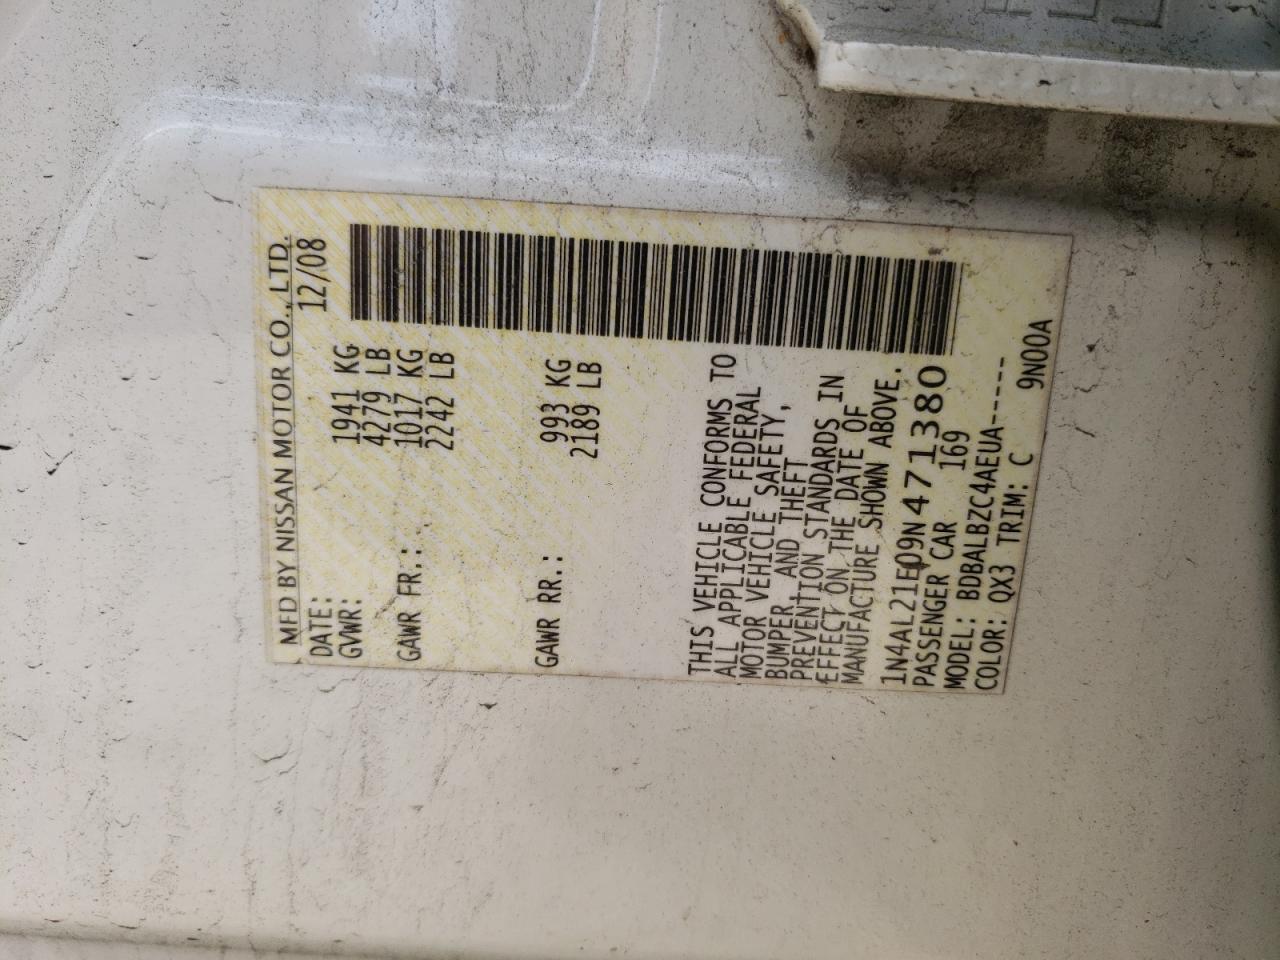 MFD BY NISSAN MOTOR CO., LTD.
DATE: 12/08
GVWR: 1941 KG
4279 LB
GAWR FR.: 1017 KG
2242 LB
GAWR RR.: 993 KG
2189 LB
THIS VEHICLE CONFORMS TO
ALL APPLICABLE FEDERAL
MOTOR VEHICLE SAFETY,
BUMPER, AND THEFT
PREVENTION STANDARDS IN
EFFECT ON THE DATE OF
MANUFACTURE SHOWN ABOVE.
1N4AL21E09N471380
PASSENGER CAR 169
MODEL: BDBALBZC4AEUA-----
COLOR: QX3 TRIM: C 9N00A